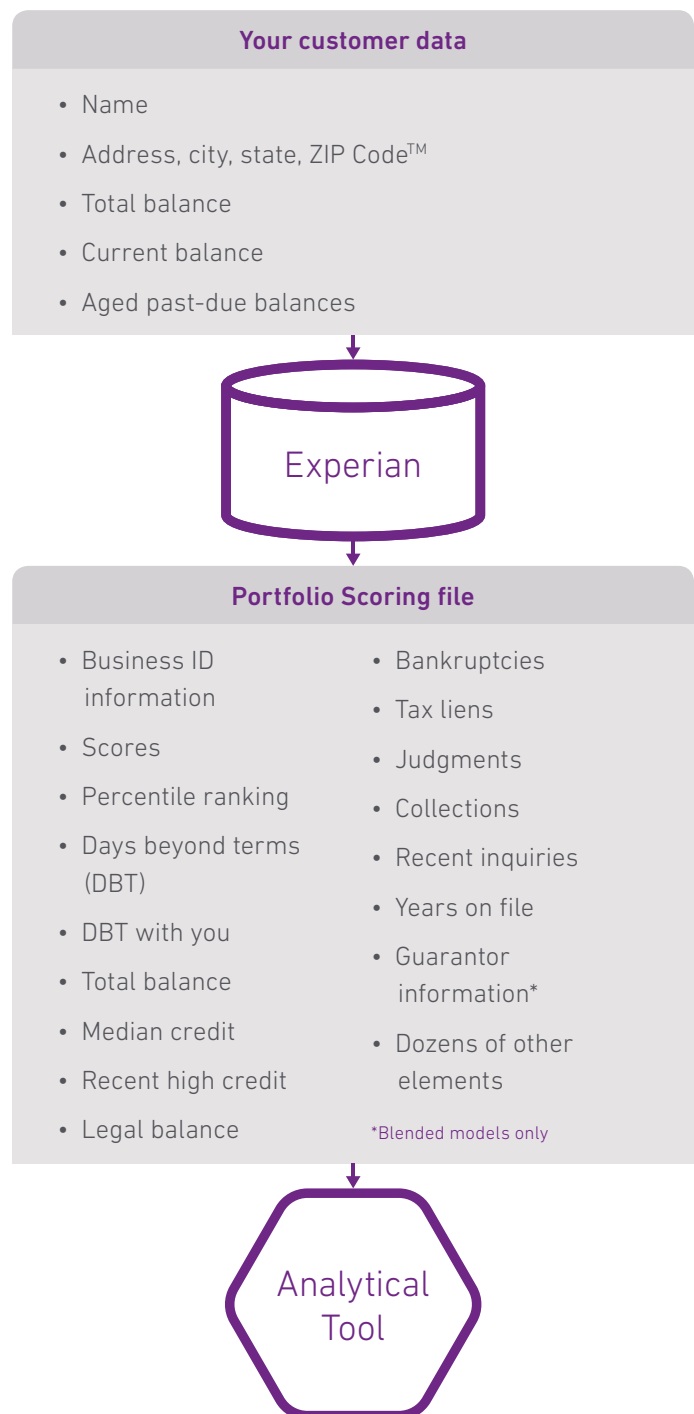 Your customer data
• Name
• Address, city, state, ZIP Code™
• Total balance
• Current balance
• Aged past-due balances
Experian
Portfolio Scoring file
• Business ID
information
• Scores
• Percentile ranking
• Days beyond terms
(DBT)
• DBT with you
• Total balance
• Median credit
• Recent high credit
• Legal balance
• Bankruptcies
• Tax liens
• Judgments
• Collections
• Recent inquiries
• Years on file
• Guarantor
information*
• Dozens of other
elements
*Blended models only
Analytical
Tool